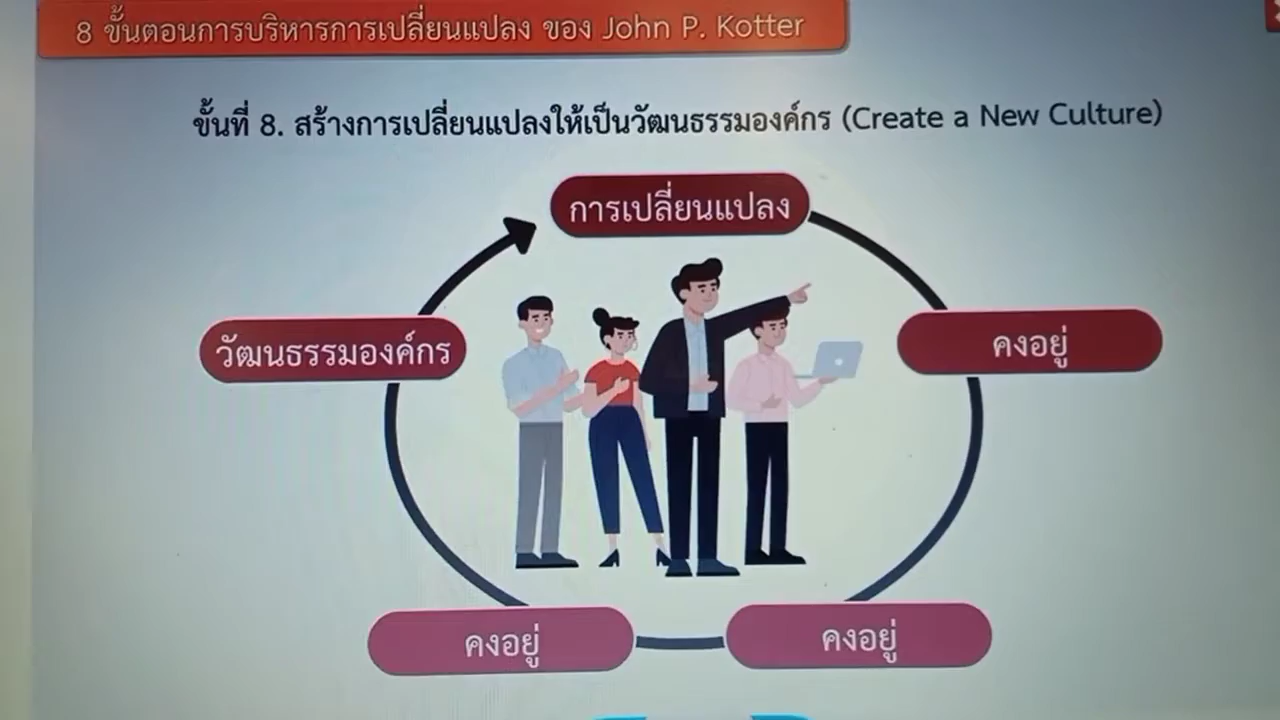 8 ขั้นตอนการบริหารการเปลี่ยนแปลง ของ John P. Kotter
ขั้นที่ 8. สร้างการเปลี่ยนแปลงให้เป็นวัฒนธรรมองค์กร (Create a New Culture)
การเปลี่ยนแปลง
วัฒนธรรมองค์กร
คงอยู่
คงอยู่
คงอยู่